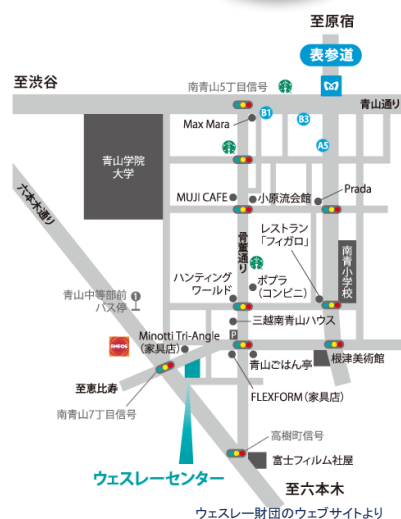 至原宿
表参道
至渋谷
南青山5丁目信号
青山通り
B1
B3
Max Mara
A5
青山学院
大学
MUJI CAFE
小原流会館
Prada
六本木通り
骨董通り
レストラン
「フィガロ」
南青小学校
ハンティング
ワールド
ポプラ
(コンビニ)
青山中等部前
バス停
1
三越南青山ハウス
ENEOS
Minotti Tri-Angle
(家具店)
P
青山ごはん亭
根津美術館
至恵比寿
FLEXFORM(家具店)
南青山7丁目信号
高樹町信号
富士フィルム社屋
ウェスレーセンター
至六本木
ウェスレー財団のウェブサイトより